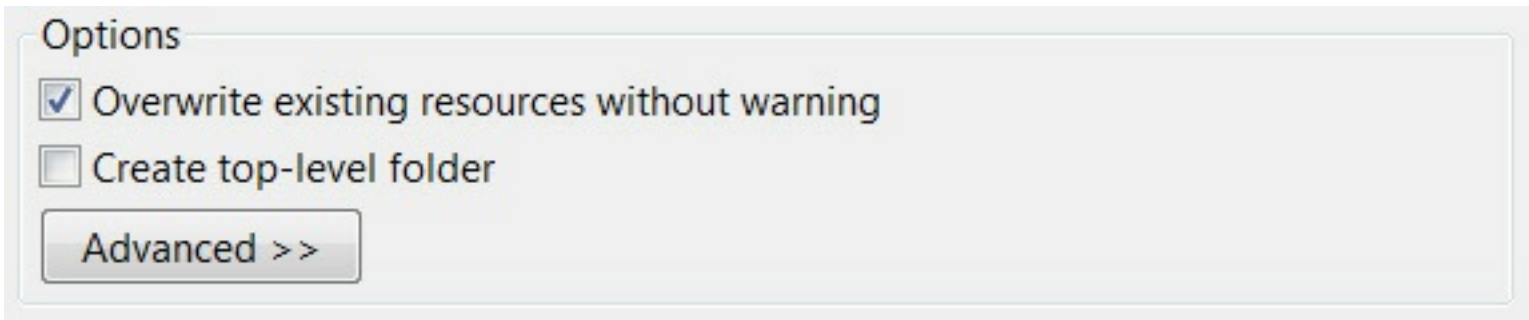 Options
Overwrite existing resources without warning
Create top-level folder
Advanced >>